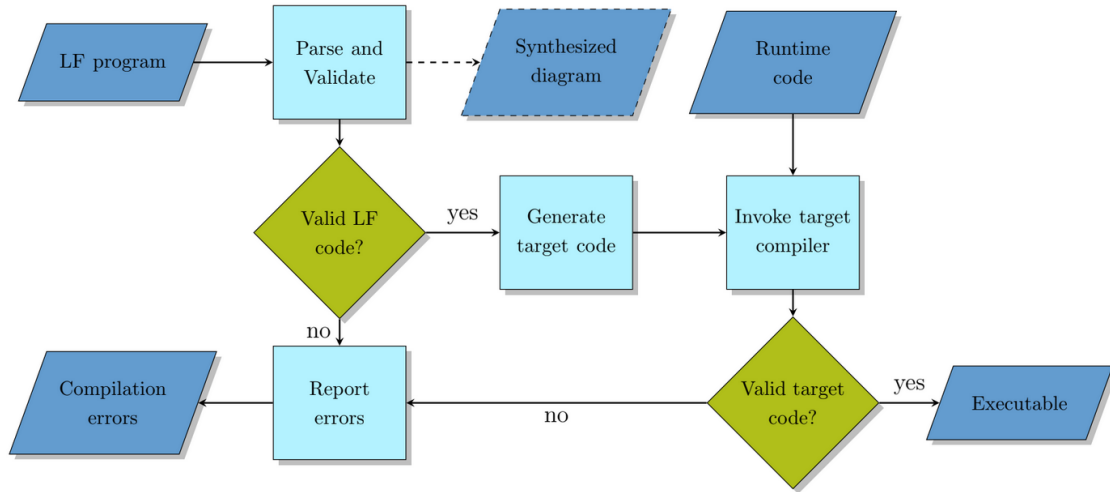 LF program
Parse and
Validate
Synthesized
diagram
Runtime
code
Valid LF
code?
yes
Generate
target code
Invoke target
compiler
no
Compilation
errors
Report
errors
no
Valid target
code?
yes
Executable